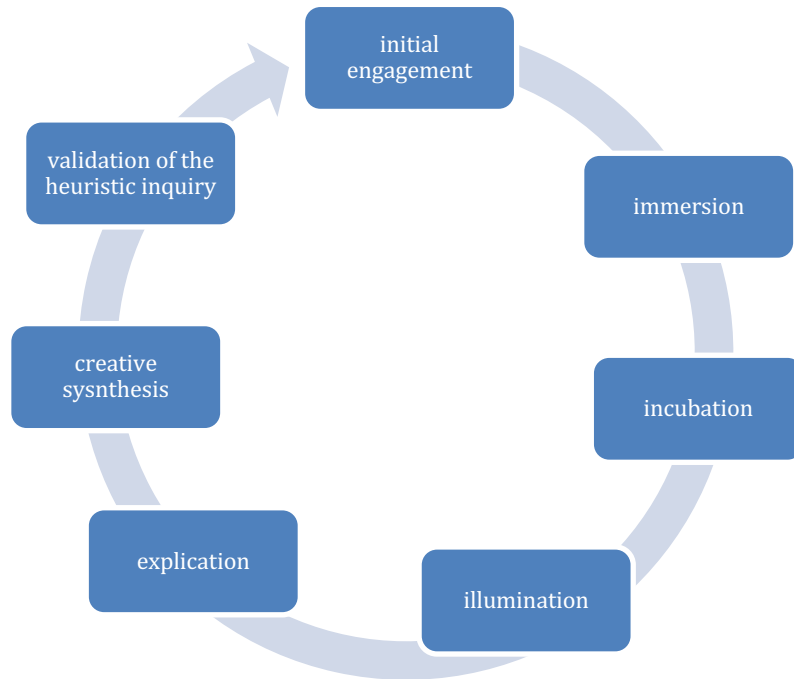 initial
engagement
immersion
incubation
illumination
explication
creative
sysnthesis
validation of the
heuristic inquiry